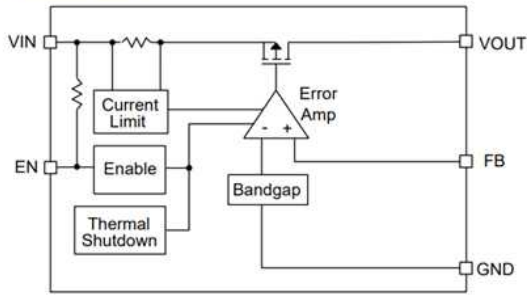 VIN
VOUT
Current
Limit
Error
Amp
- +
EN
Enable
FB
Bandgap
Thermal
Shutdown
GND